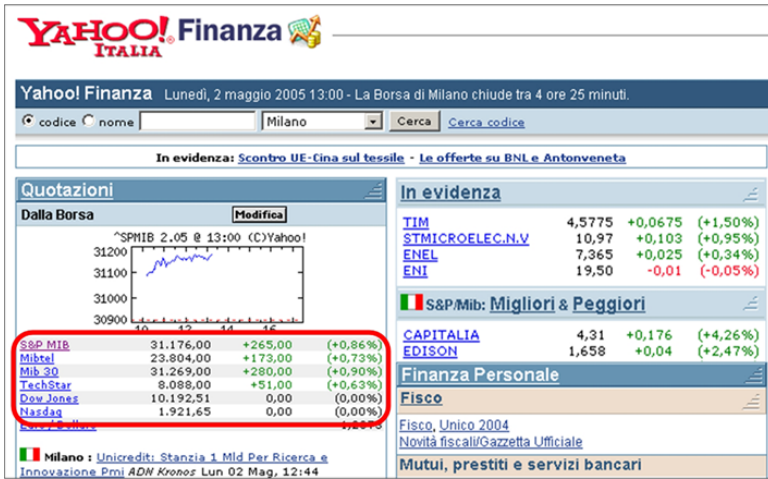 YAHOO! Finanza
ITALIA
Yahoo! Finanza Lunedì, 2 maggio 2005 13:00 - La Borsa di Milano chiude tra 4 ore 25 minuti.
codice nome Milano Cerca Cerca codice
In evidenza: Scontro UE-Cina sul tessile - Le offerte su BNL e Antonveneta
Quotazioni
Dalla Borsa Modifica
^SPMIB 2.05 @ 13:00 (C)Yahoo!
31200
31100
31000
30900
10 12 14 16
S&P MIB 31.176,00 +265,00 (+0,86%)
Mibtel 23.804,00 +173,00 (+0,73%)
Mib 30 31.269,00 +280,00 (+0,90%)
TechStar 8.088,00 +51,00 (+0,63%)
Dow Jones 10.192,51 0,00 (0,00%)
Nasdaq 1.921,65 0,00 (0,00%)
Milano : Unicredit: Stanzia 1 Mld Per Ricerca e
Innovazione Pmi ADN Kronos Lun 02 Mag, 12:44
In evidenza
TIM 4,5775 +0,0675 (+1,50%)
STMICROELEC.N.V 10,97 +0,103 (+0,95%)
ENEL 7,365 +0,025 (+0,34%)
ENI 19,50 -0,01 (-0,05%)
S&P/Mib: Migliori & Peggiori
CAPITALIA 4,31 +0,176 (+4,26%)
EDISON 1,658 +0,04 (+2,47%)
Finanza Personale
Fisco
Fisco, Unico 2004
Novità fiscali/Gazzetta Ufficiale
Mutui, prestiti e servizi bancari